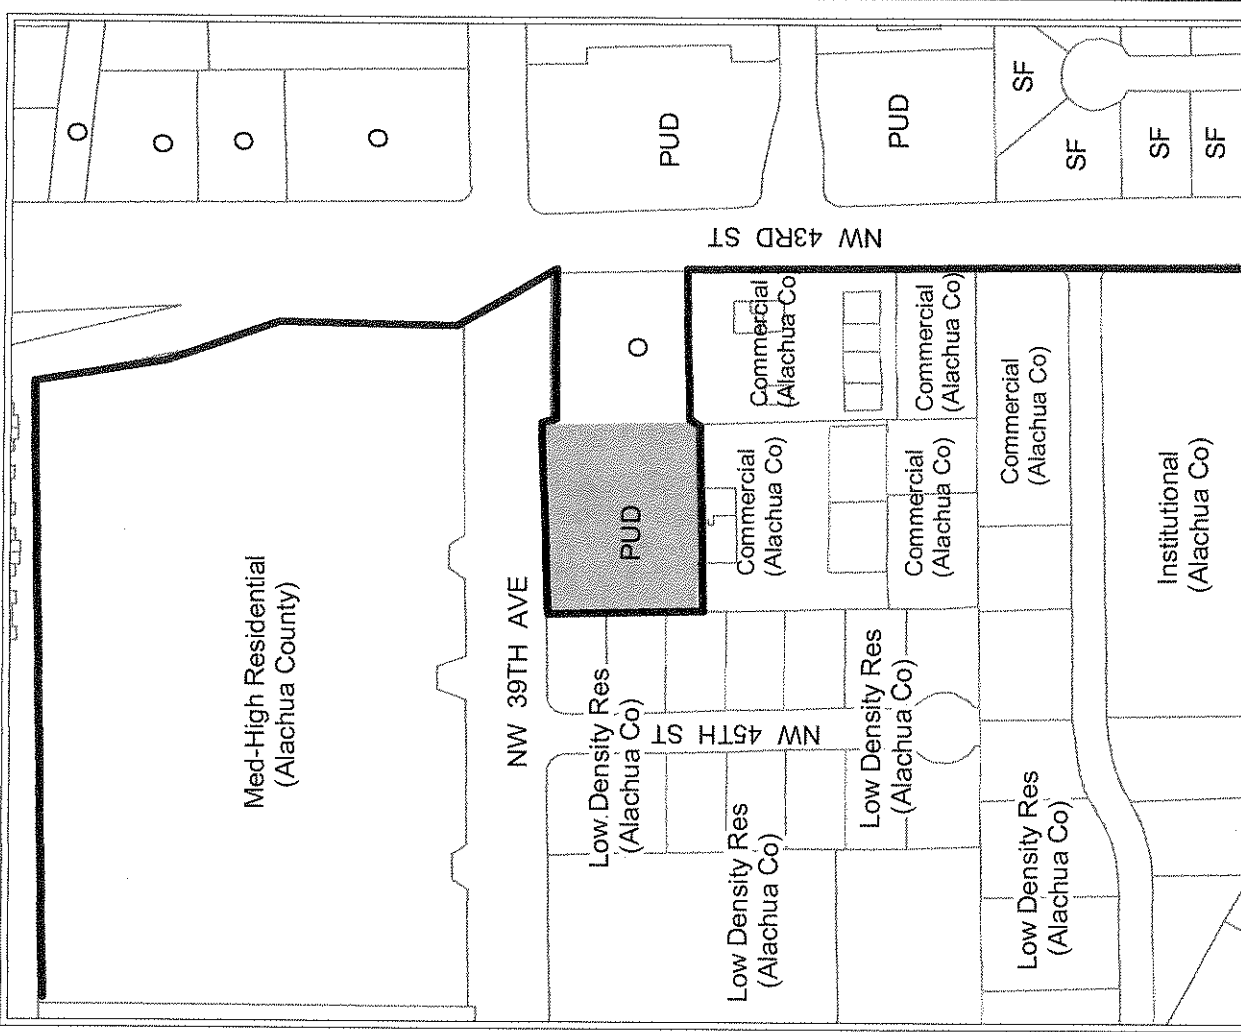 O
O
O
O
PUD
PUD
SF
SF
SF
SF
NW 43RD ST
O
PUD
Commercial
(Alachua Co
Commercial
(Alachua Co)
Commercial
(Alachua Co)
Commercial
(Alachua Co)
Commercial
(Alachua Co)
Institutional
(Alachua Co)
Med-High Residential
(Alachua County)
NW 39TH AVE
NW 45TH ST
Low Density Res
(Alachua Co)
Low Density Res
(Alachua Co)
Low Density Res
(Alachua Co)
Low Density Res
(Alachua Co)